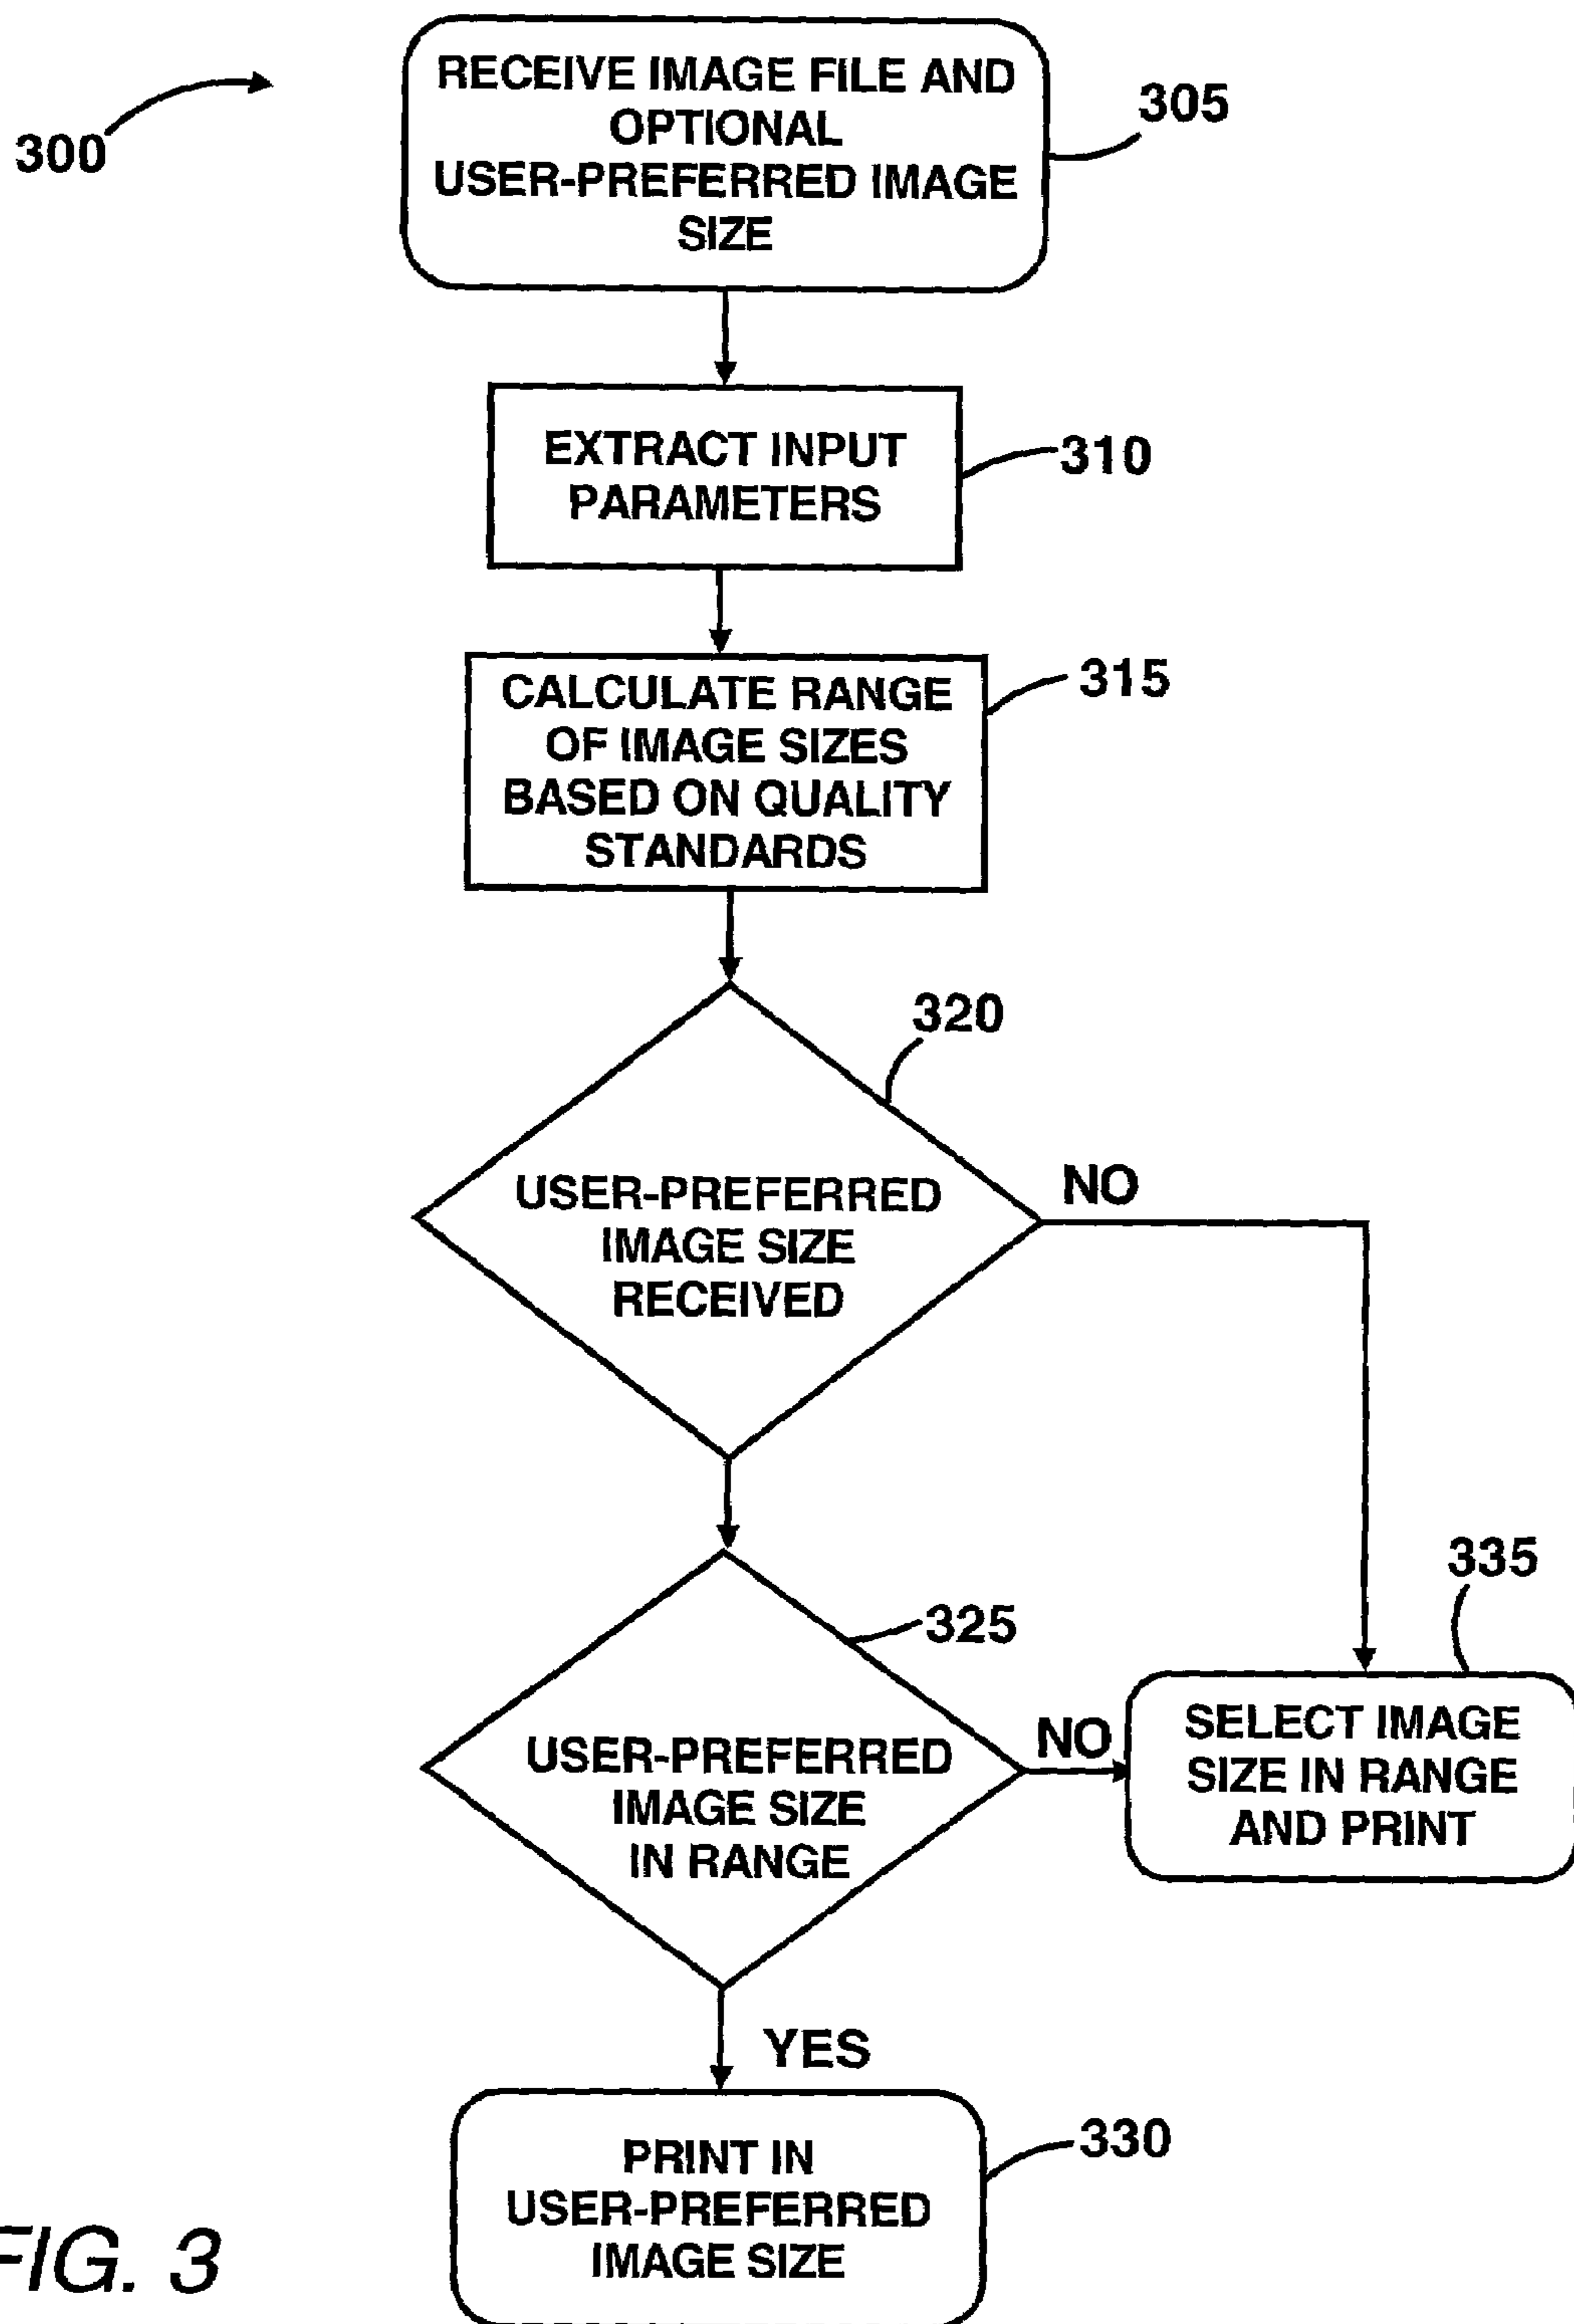 300
RECEIVE IMAGE FILE AND
OPTIONAL
USER-PREFERRED IMAGE
SIZE
305
EXTRACT INPUT
PARAMETERS
310
CALCULATE RANGE
OF IMAGE SIZES
BASED ON QUALITY
STANDARDS
315
320
USER-PREFERRED
IMAGE SIZE
RECEIVED
NO
325
USER-PREFERRED
IMAGE SIZE
IN RANGE
NO
335
SELECT IMAGE
SIZE IN RANGE
AND PRINT
YES
PRINT IN
USER-PREFERRED
IMAGE SIZE
330
FIG. 3